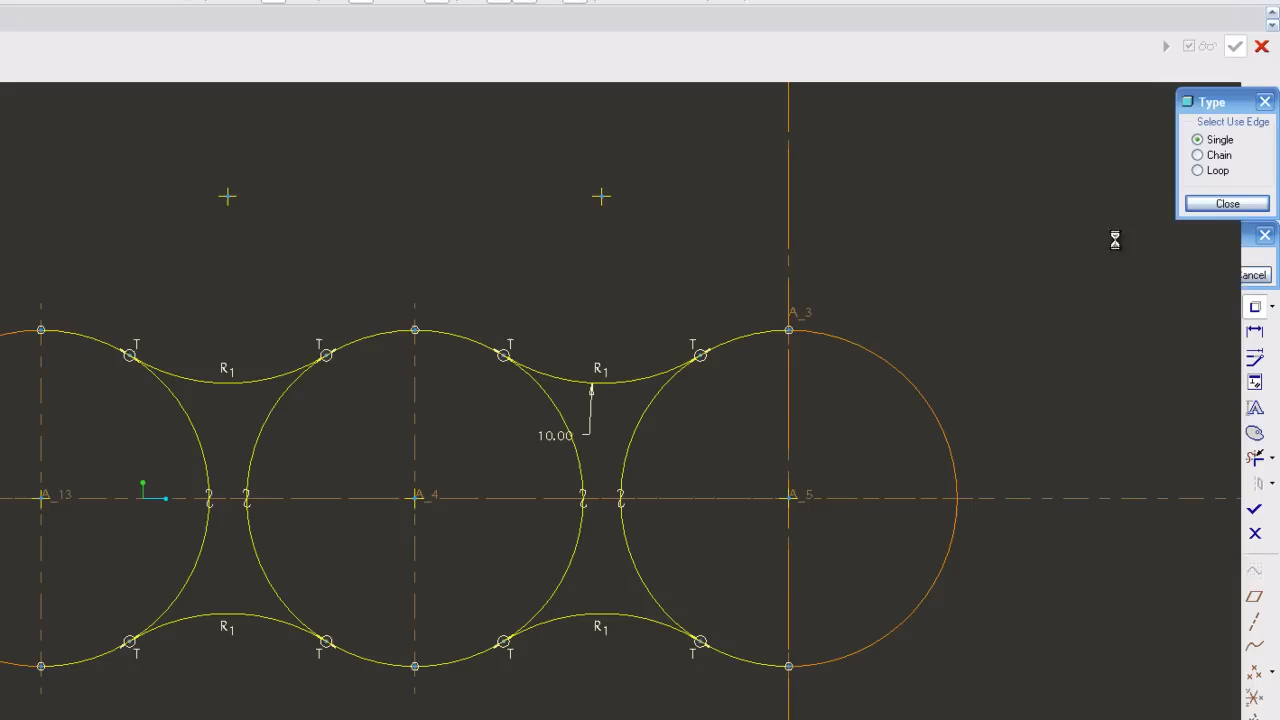 Type
Select Use Edge
Single
Chain
Loop
Close
ancel
A_3
T T T T
R1 R1
10.00
A_13 A_4 A_5
R1 R1
T T T T